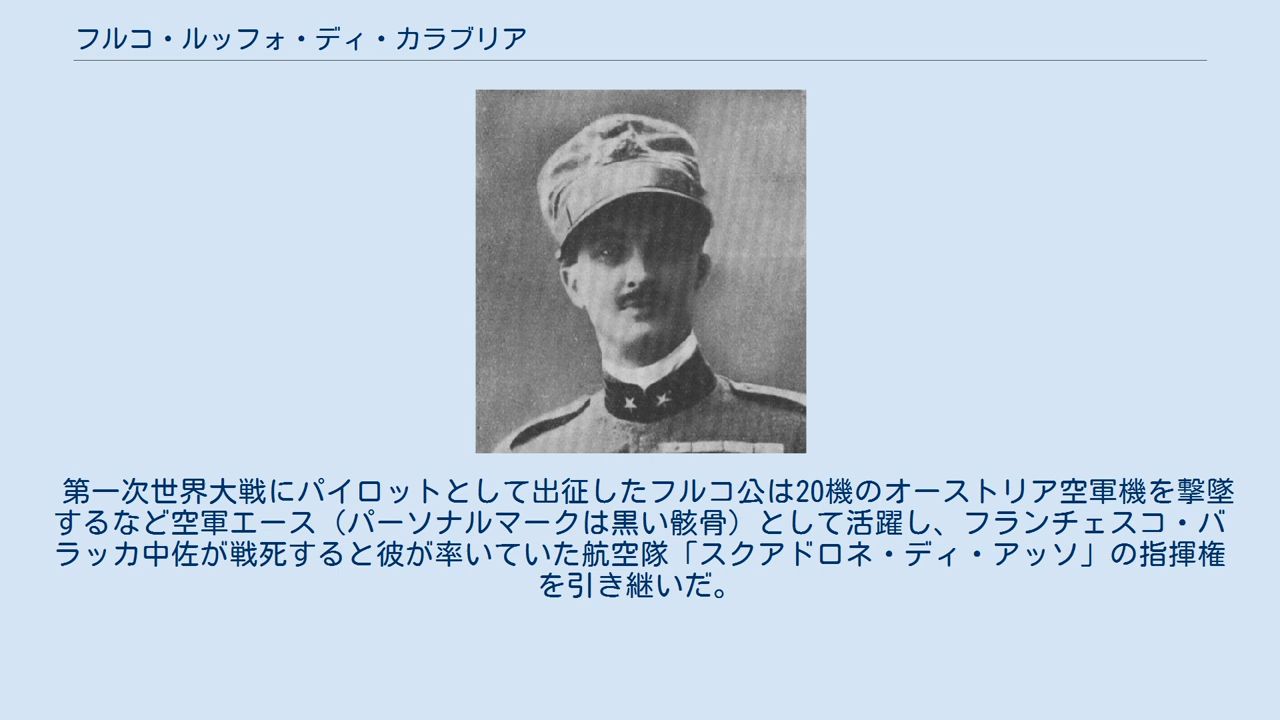 フルコ・ルッフォ・ディ・カラブリア
第一次世界大戦にパイロットとして出征したフルコ公は20機のオーストリア空軍機を撃墜
するなど空軍エース（パーソナルマークは黒い骸骨）として活躍し、フランチェスコ・バ
ラッカ中佐が戦死すると彼が率いていた航空隊「スクアドロネ・ディ・アッソ」の指揮権
を引き継いだ。